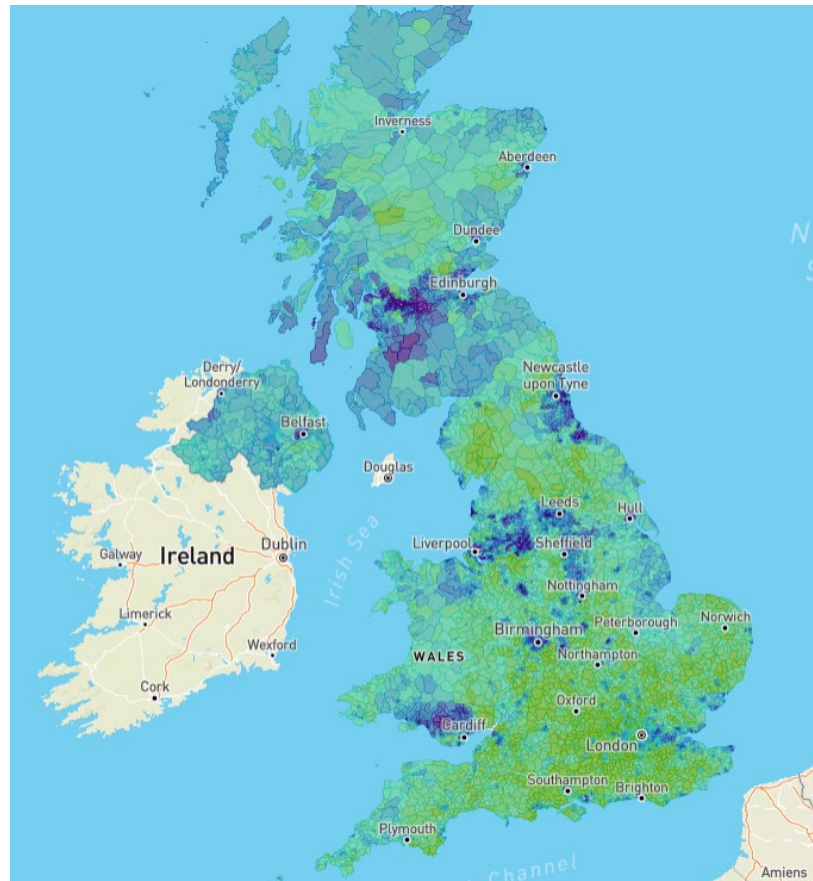 Inverness
Aberdeen
Dundee
Edinburgh
Derry/
Londonderry
Newcastle
upon Tyne
Belfast
Douglas
Leeds
Hull
Irish Sea
Liverpool
Sheffield
Galway
Ireland
Dublin
Nottingham
Limerick
Peterborough
Norwich
Birmingham
Wexford
WALES
Northampton
Cork
Oxford
Cardiff
London
Southampton
Brighton
Plymouth
Channel
Amiens
N
S